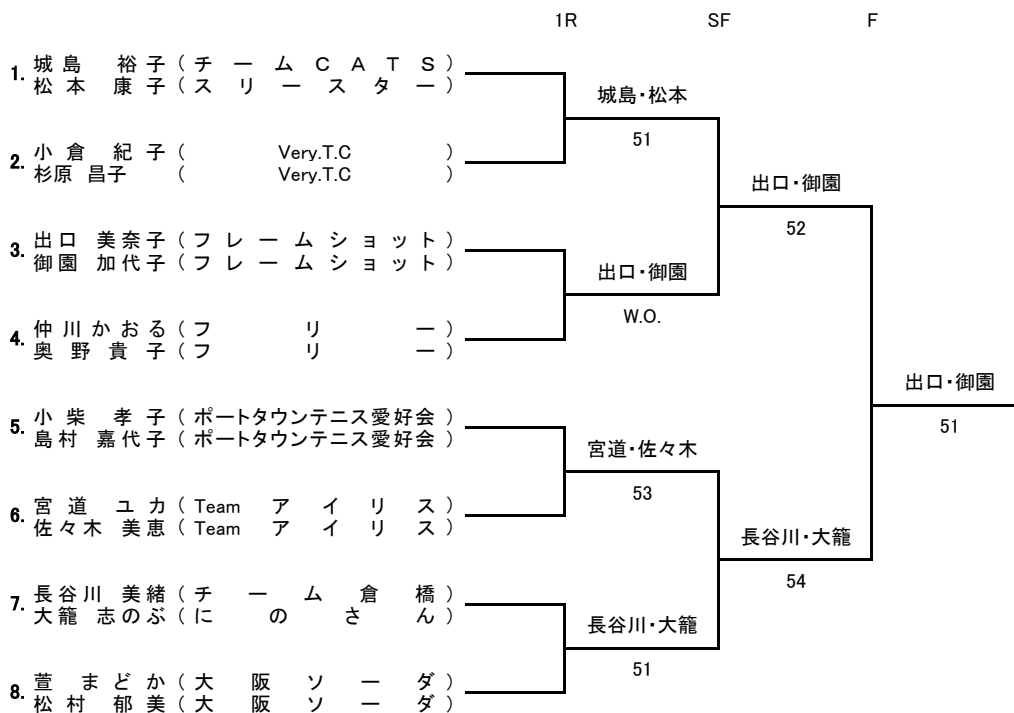 1R SF F
1. 城島 裕子 (チームCATS)
松本 康子 (スリースター)
城島・松本
51
2. 小倉 紀子 (Very.T.C)
杉原 昌子 (Very.T.C)
出口・御園
52
3. 出口 美奈子 (フレームショット)
御園 加代子 (フレームショット)
出口・御園
W.O.
4. 仲川かおる (フリー)
奥野貴子 (フリー)
出口・御園
51
5. 小柴 孝子 (ポートタウンテニス愛好会)
島村 嘉代子 (ポートタウンテニス愛好会)
宮道・佐々木
53
6. 宮道 ユカ (Team アイリス)
佐々木 美恵 (Team アイリス)
長谷川・大籠
54
7. 長谷川 美緒 (チーム倉橋)
大籠 志のぶ (にのさん)
長谷川・大籠
51
8. 萱 まどか (大阪ソーダ)
松村 郁美 (大阪ソーダ)